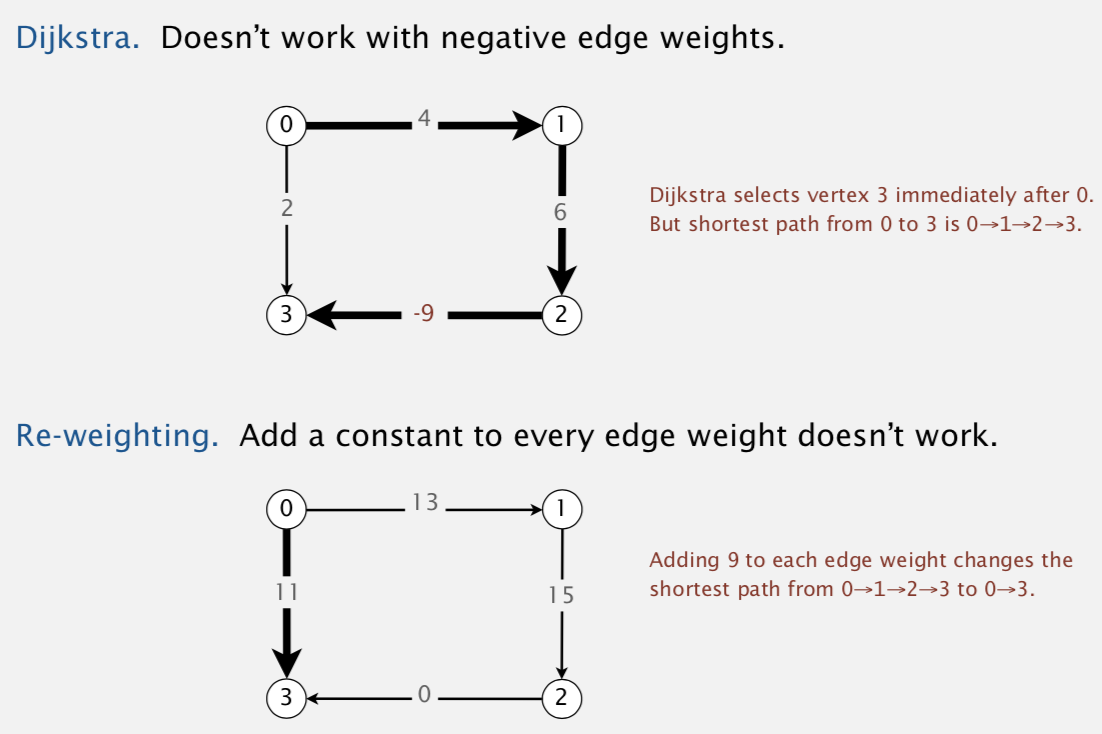 Dijkstra. Doesn’t work with negative edge weights.
0
4
1
2
6
Dijkstra selects vertex 3 immediately after 0.
But shortest path from 0 to 3 is 0→1→2→3.
3
-9
2
Re-weighting. Add a constant to every edge weight doesn’t work.
0
13
1
11
15
Adding 9 to each edge weight changes the
shortest path from 0→1→2→3 to 0→3.
3
0
2